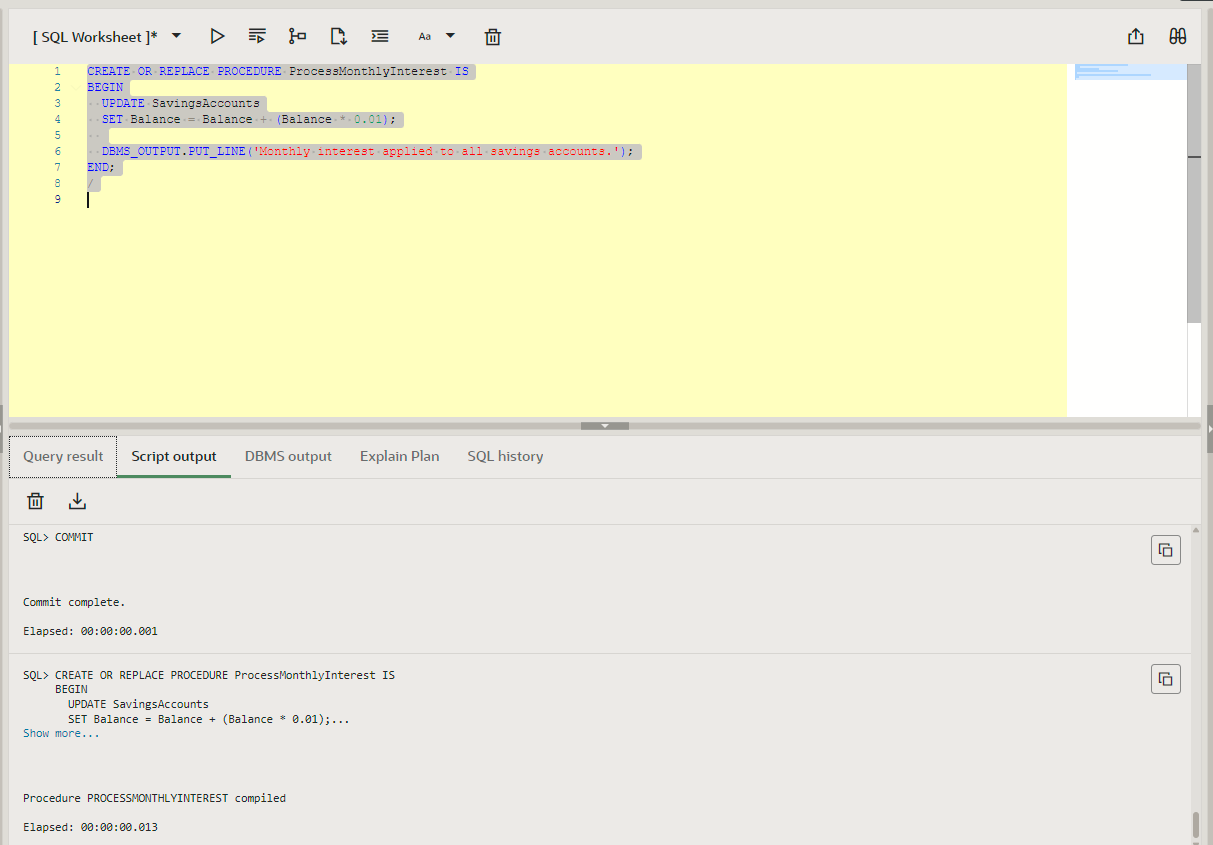 [ SQL Worksheet ]*
Aa
1 CREATE OR REPLACE PROCEDURE ProcessMonthlyInterest IS
2 BEGIN
3   UPDATE SavingsAccounts
4   SET Balance = Balance + (Balance * 0.01);
5
6   DBMS_OUTPUT.PUT_LINE('Monthly interest applied to all savings accounts.');
7 END;
8 /
9
Query result Script output DBMS output Explain Plan SQL history
SQL> COMMIT
Commit complete.
Elapsed: 00:00:00.001
SQL> CREATE OR REPLACE PROCEDURE ProcessMonthlyInterest IS
     BEGIN
       UPDATE SavingsAccounts
       SET Balance = Balance + (Balance * 0.01);...
Show more...
Procedure PROCESSMONTHLYINTEREST compiled
Elapsed: 00:00:00.013